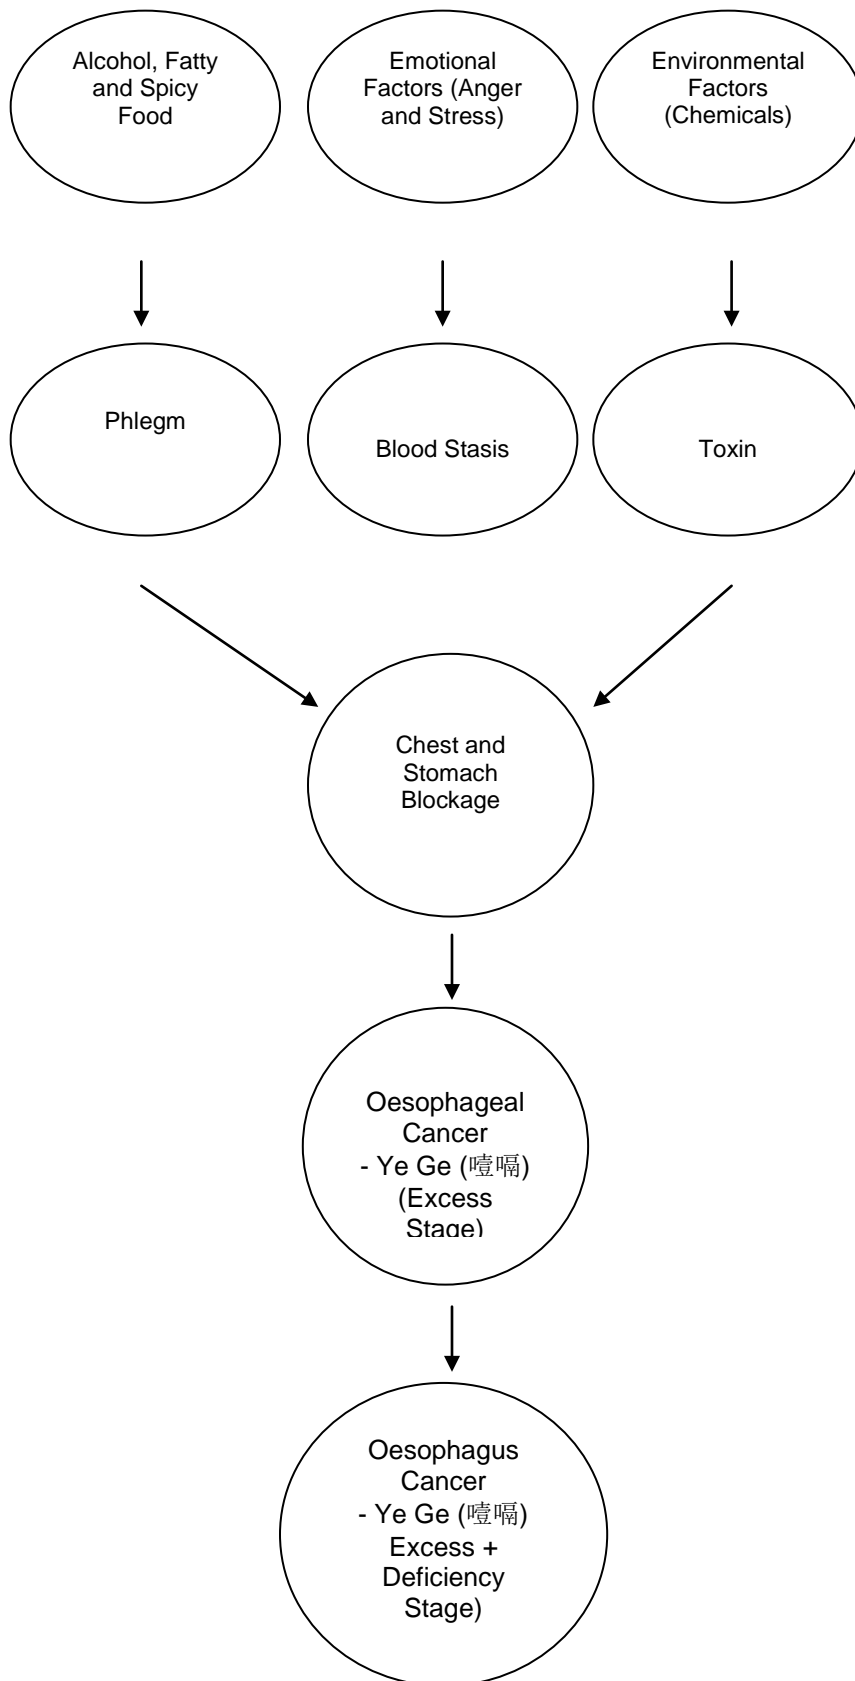 Alcohol, Fatty
and Spicy
Food
Emotional
Factors (Anger
and Stress)
Environmental
Factors
(Chemicals)
Phlegm
Blood Stasis
Toxin
Chest and
Stomach
Blockage
Oesophageal
Cancer
- Ye Ge (噎嗝)
(Excess
Stage)
Oesophagus
Cancer
- Ye Ge (噎嗝)
Excess +
Deficiency
Stage)